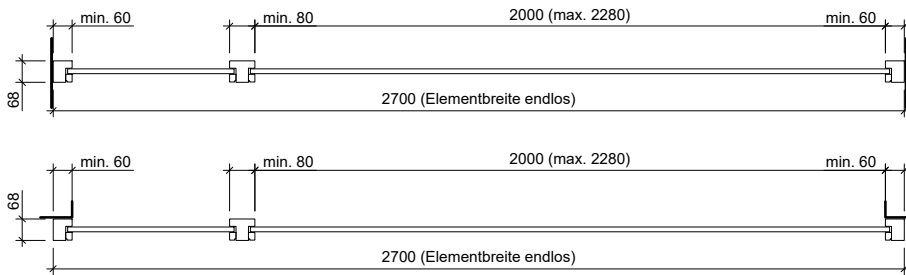 min. 60
min. 80
2000 (max. 2280)
min. 60
68
2700 (Elementbreite endlos)
min. 60
min. 80
2000 (max. 2280)
min. 60
68
2700 (Elementbreite endlos)